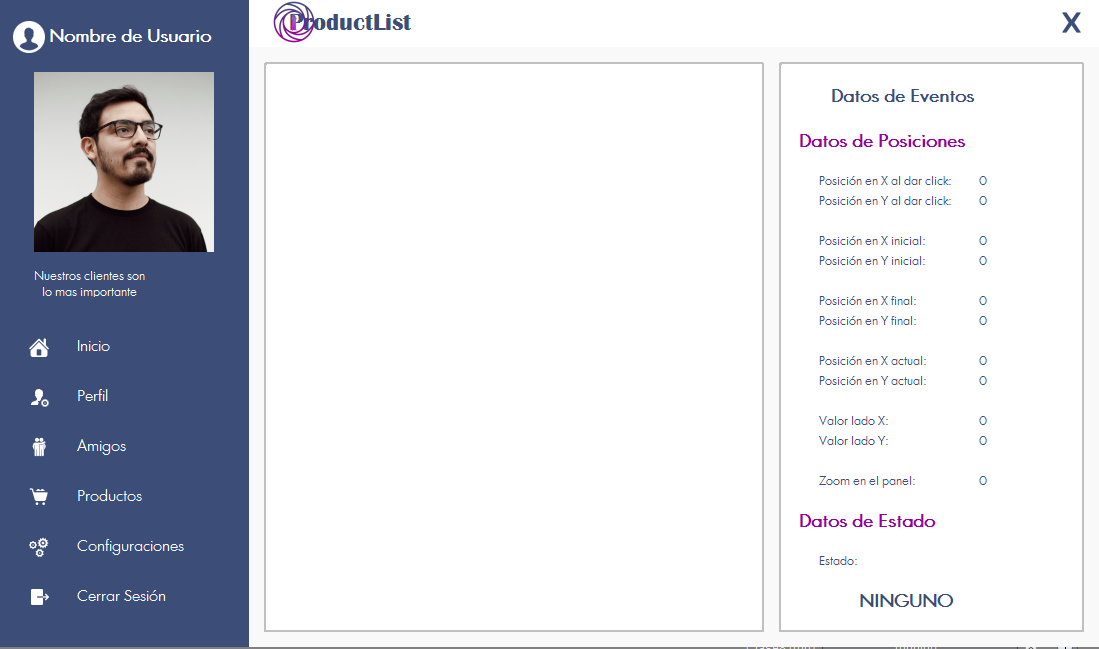 Nombre de Usuario
Nuestros clientes son
lo mas importante
Inicio
Perfil
Amigos
Productos
Configuraciones
Cerrar Sesión
ProductList
X
Datos de Eventos
Datos de Posiciones
Posición en X al dar click: 0
Posición en Y al dar click: 0
Posición en X inicial: 0
Posición en Y inicial: 0
Posición en X final: 0
Posición en Y final: 0
Posición en X actual: 0
Posición en Y actual: 0
Valor lado X: 0
Valor lado Y: 0
Zoom en el panel: 0
Datos de Estado
Estado:
NINGUNO